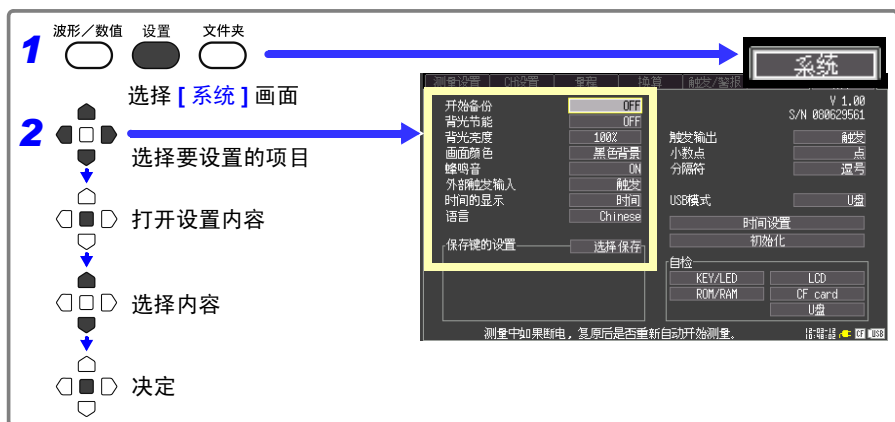 1 波形／数值 设置 文件夹
系统
选择 [ 系统 ] 画面
2 选择要设置的项目
打开设置内容
选择内容
决定
测量设置 CH设置 量程 换算 触发/警报
开始备份 OFF
背光节能 OFF
背光亮度 100%
画面颜色 黑色背景
蜂鸣音 ON
外部触发输入 触发
时间的显示 时间
语言 Chinese
保存键的设置 选择保存
V 1.00
S/N 080629561
触发输出 触发
小数点 点
分隔符 逗号
USB模式 U盘
时间设置
初始化
自检
KEY/LED LCD
ROM/RAM CF card
U盘
测量中如果断电，复原后是否重新自动开始测量。
CF USB